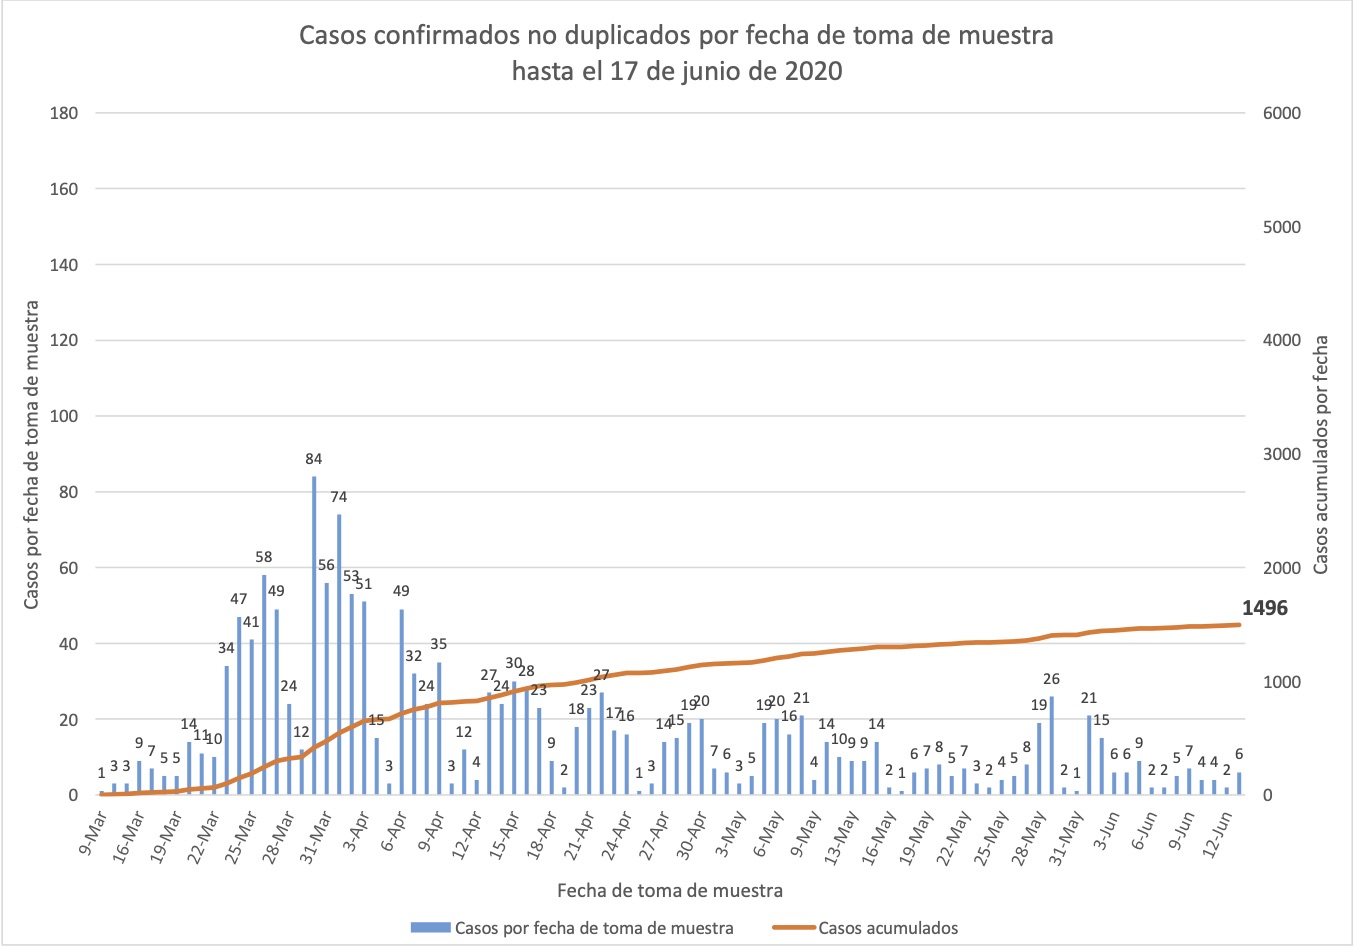 Casos confirmados no duplicados por fecha de toma de muestra
hasta el 17 de junio de 2020
Casos por fecha de toma de muestra
180
160
140
120
100
80
60
40
20
0
1 3 3 9 7 5 5 14 11 10 34 47 41 58 49 24 12 84 56 74 53 51 15 3 49 32 24 35 3 12 4 27 24 30 28 23 9 2 18 23 27 17 16 1 3 14 15 19 20 7 6 3 5 19 20 16 21 4 14 10 9 9 14 2 1 6 7 8 5 7 3 2 4 5 8 19 26 2 1 21 15 6 6 9 2 2 5 7 4 4 2 6
1496
6000
5000
4000
3000
2000
1000
0
Casos acumulados por fecha
9-Mar 16-Mar 19-Mar 22-Mar 25-Mar 28-Mar 31-Mar 3-Apr 6-Apr 9-Apr 12-Apr 15-Apr 18-Apr 21-Apr 24-Apr 27-Apr 30-Apr 3-May 6-May 9-May 13-May 16-May 19-May 22-May 25-May 28-May 31-May 3-Jun 6-Jun 9-Jun 12-Jun
Fecha de toma de muestra
Casos por fecha de toma de muestra
Casos acumulados